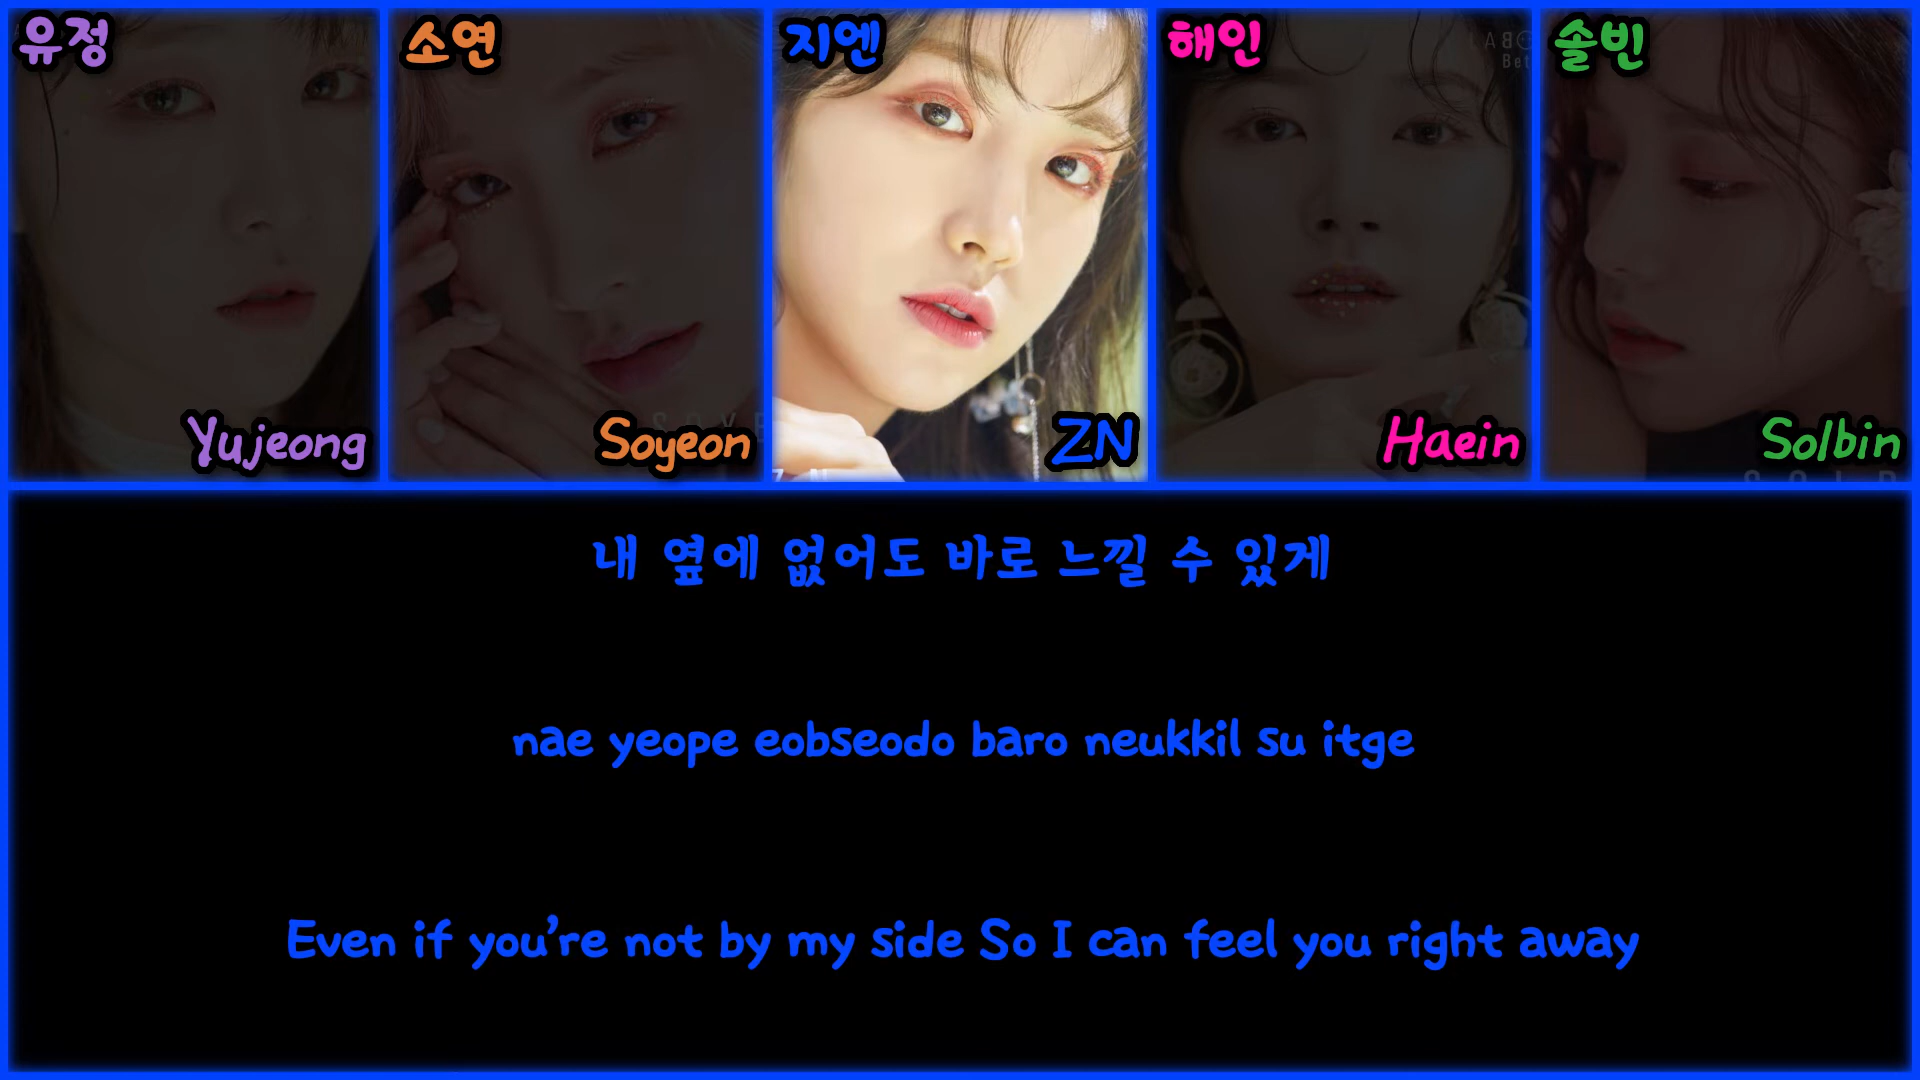 유정 소연 지엔 해인 솔빈
LABO
Bet
Yujeong Soyeon ZN Haein Solbin
내 옆에 없어도 바로 느낄 수 있게
nae yeope eobseodo baro neukkil su itge
Even if you’re not by my side So I can feel you right away